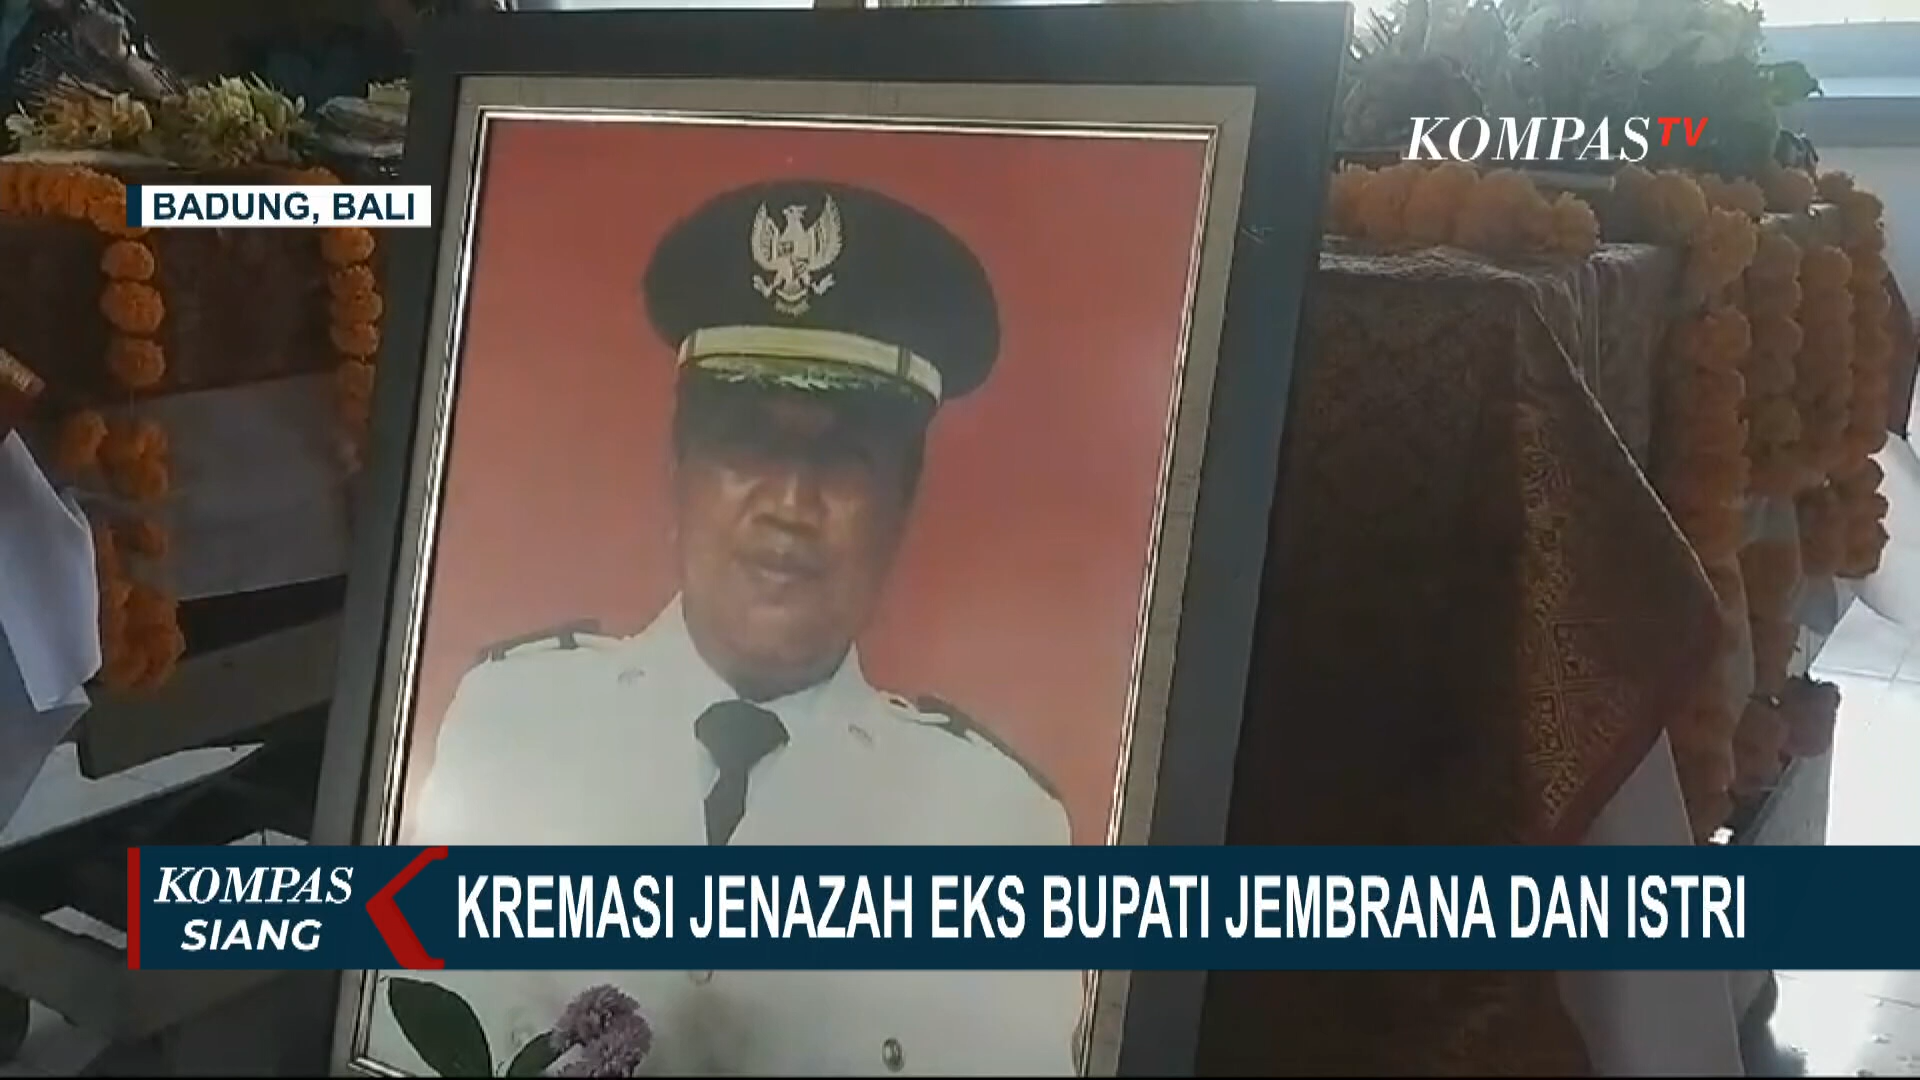 KOMPASTV
BADUNG, BALI
KOMPAS
SIANG
KREMASI JENAZAH EKS BUPATI JEMBRANA DAN ISTRI